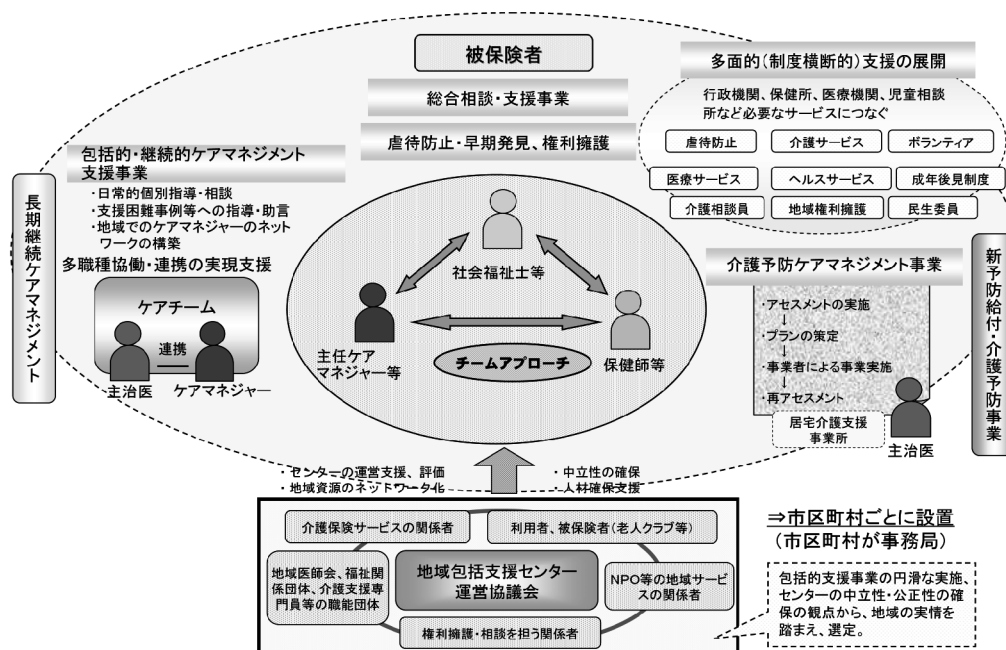 被保険者
総合相談・支援事業
虐待防止・早期発見、権利擁護
多面的(制度横断的)支援の展開
行政機関、保健所、医療機関、児童相談
所など必要なサービスにつなぐ
虐待防止
介護サービス
ボランティア
医療サービス
ヘルスサービス
成年後見制度
介護相談員
地域権利擁護
民生委員
包括的・継続的ケアマネジメント
支援事業
・日常的個別指導・相談
・支援困難事例等への指導・助言
・地域でのケアマネジャーのネット
ワークの構築
多職種協働・連携の実現支援
ケアチーム
連携
主治医
ケアマネジャー
長期継続ケアマネジメント
社会福祉士等
主任ケア
マネジャー等
保健師等
チームアプローチ
介護予防ケアマネジメント事業
・アセスメントの実施
↓
・プランの策定
↓
・事業者による事業実施
↓
・再アセスメント
居宅介護支援
事業所
主治医
新予防給付・介護予防事業
・センターの運営支援、評価
・地域資源のネットワータ化
・中立性の確保
・人材確保支援
介護保険サービスの関係者
利用者、被保険者(老人クラブ等)
地域医師会、福祉関
係団体、介護支援専
門員等の職能団体
地域包括支援センター
運営協議会
NPO等の地域サービ
スの関係者
権利擁護・相談を担う関係者
⇒市区町村ごとに設置
(市区町村が事務局)
包括的支援事業の円滑な実施、
センターの中立性・公正性の確
保の観点から、地域の実情を
踏まえ、選定。